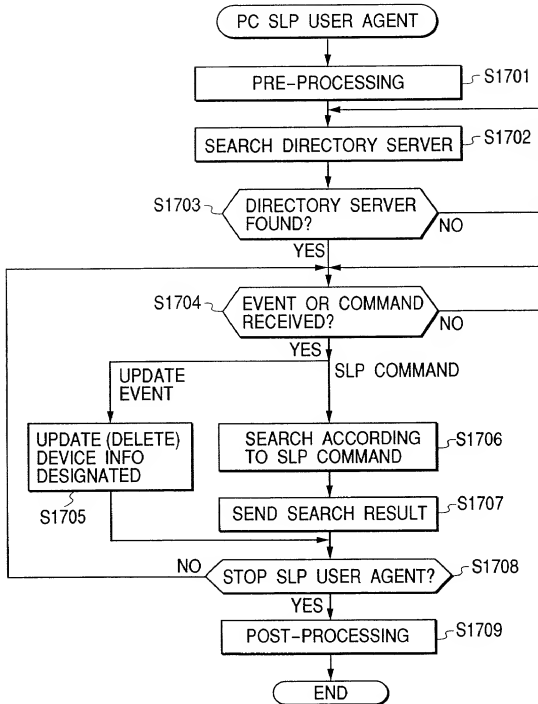 PC SLP USER AGENT
PRE-PROCESSING
S1701
SEARCH DIRECTORY SERVER
S1702
S1703
DIRECTORY SERVER
FOUND?
NO
YES
S1704
EVENT OR COMMAND
RECEIVED?
NO
YES
UPDATE
EVENT
SLP COMMAND
UPDATE (DELETE)
DEVICE INFO
DESIGNATED
S1705
SEARCH ACCORDING
TO SLP COMMAND
S1706
SEND SEARCH RESULT
S1707
NO
STOP SLP USER AGENT?
S1708
YES
POST-PROCESSING
S1709
END